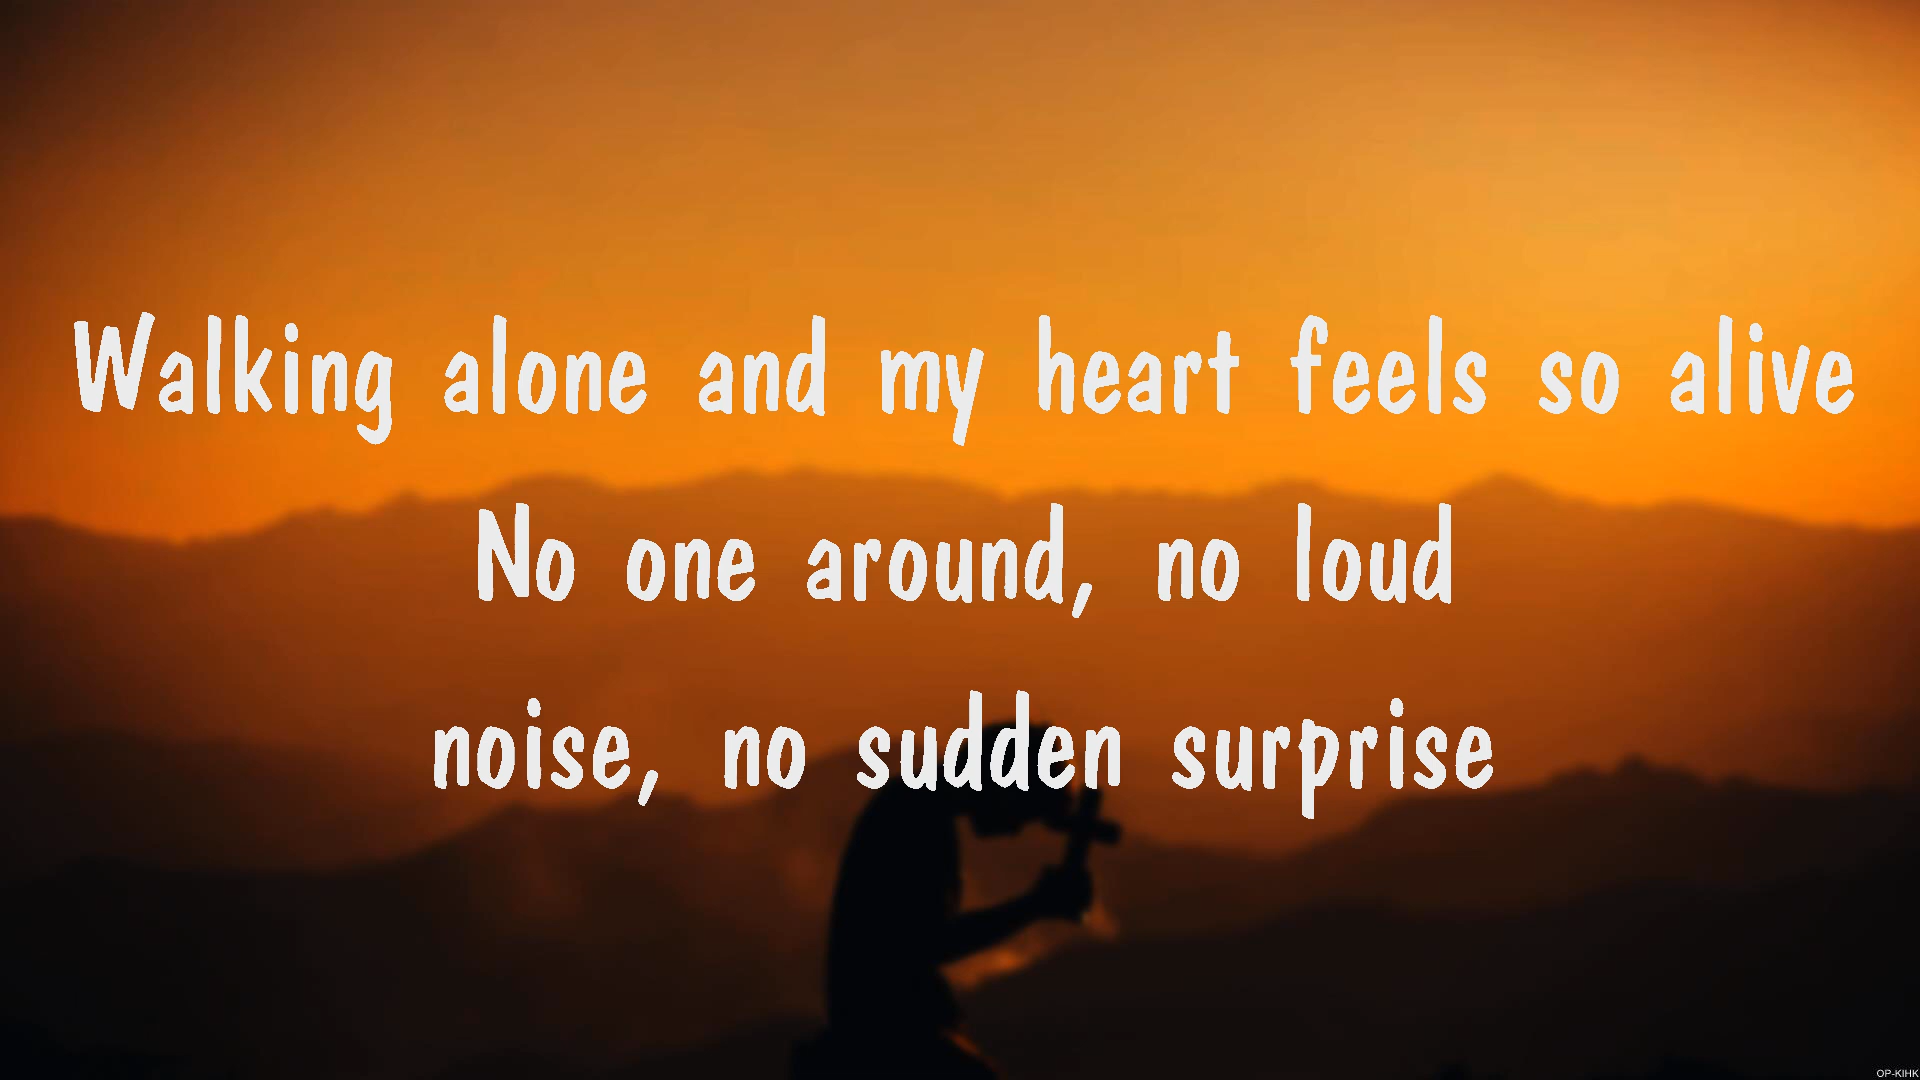 Walking alone and my heart feels so alive
No one around, no loud
noise, no sudden surprise
OP-KIHK